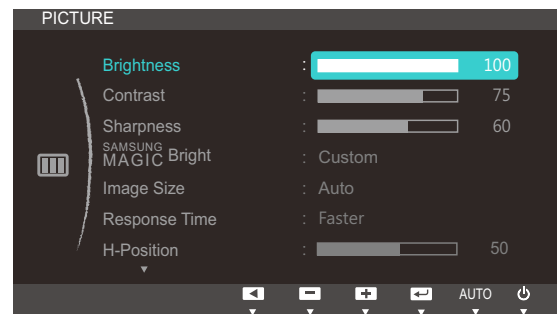 PICTURE
Brightness : 100
Contrast : 75
Sharpness : 60
SAMSUNG
MAGIC Bright : Custom
Image Size : Auto
Response Time : Faster
H-Position : 50
AUTO